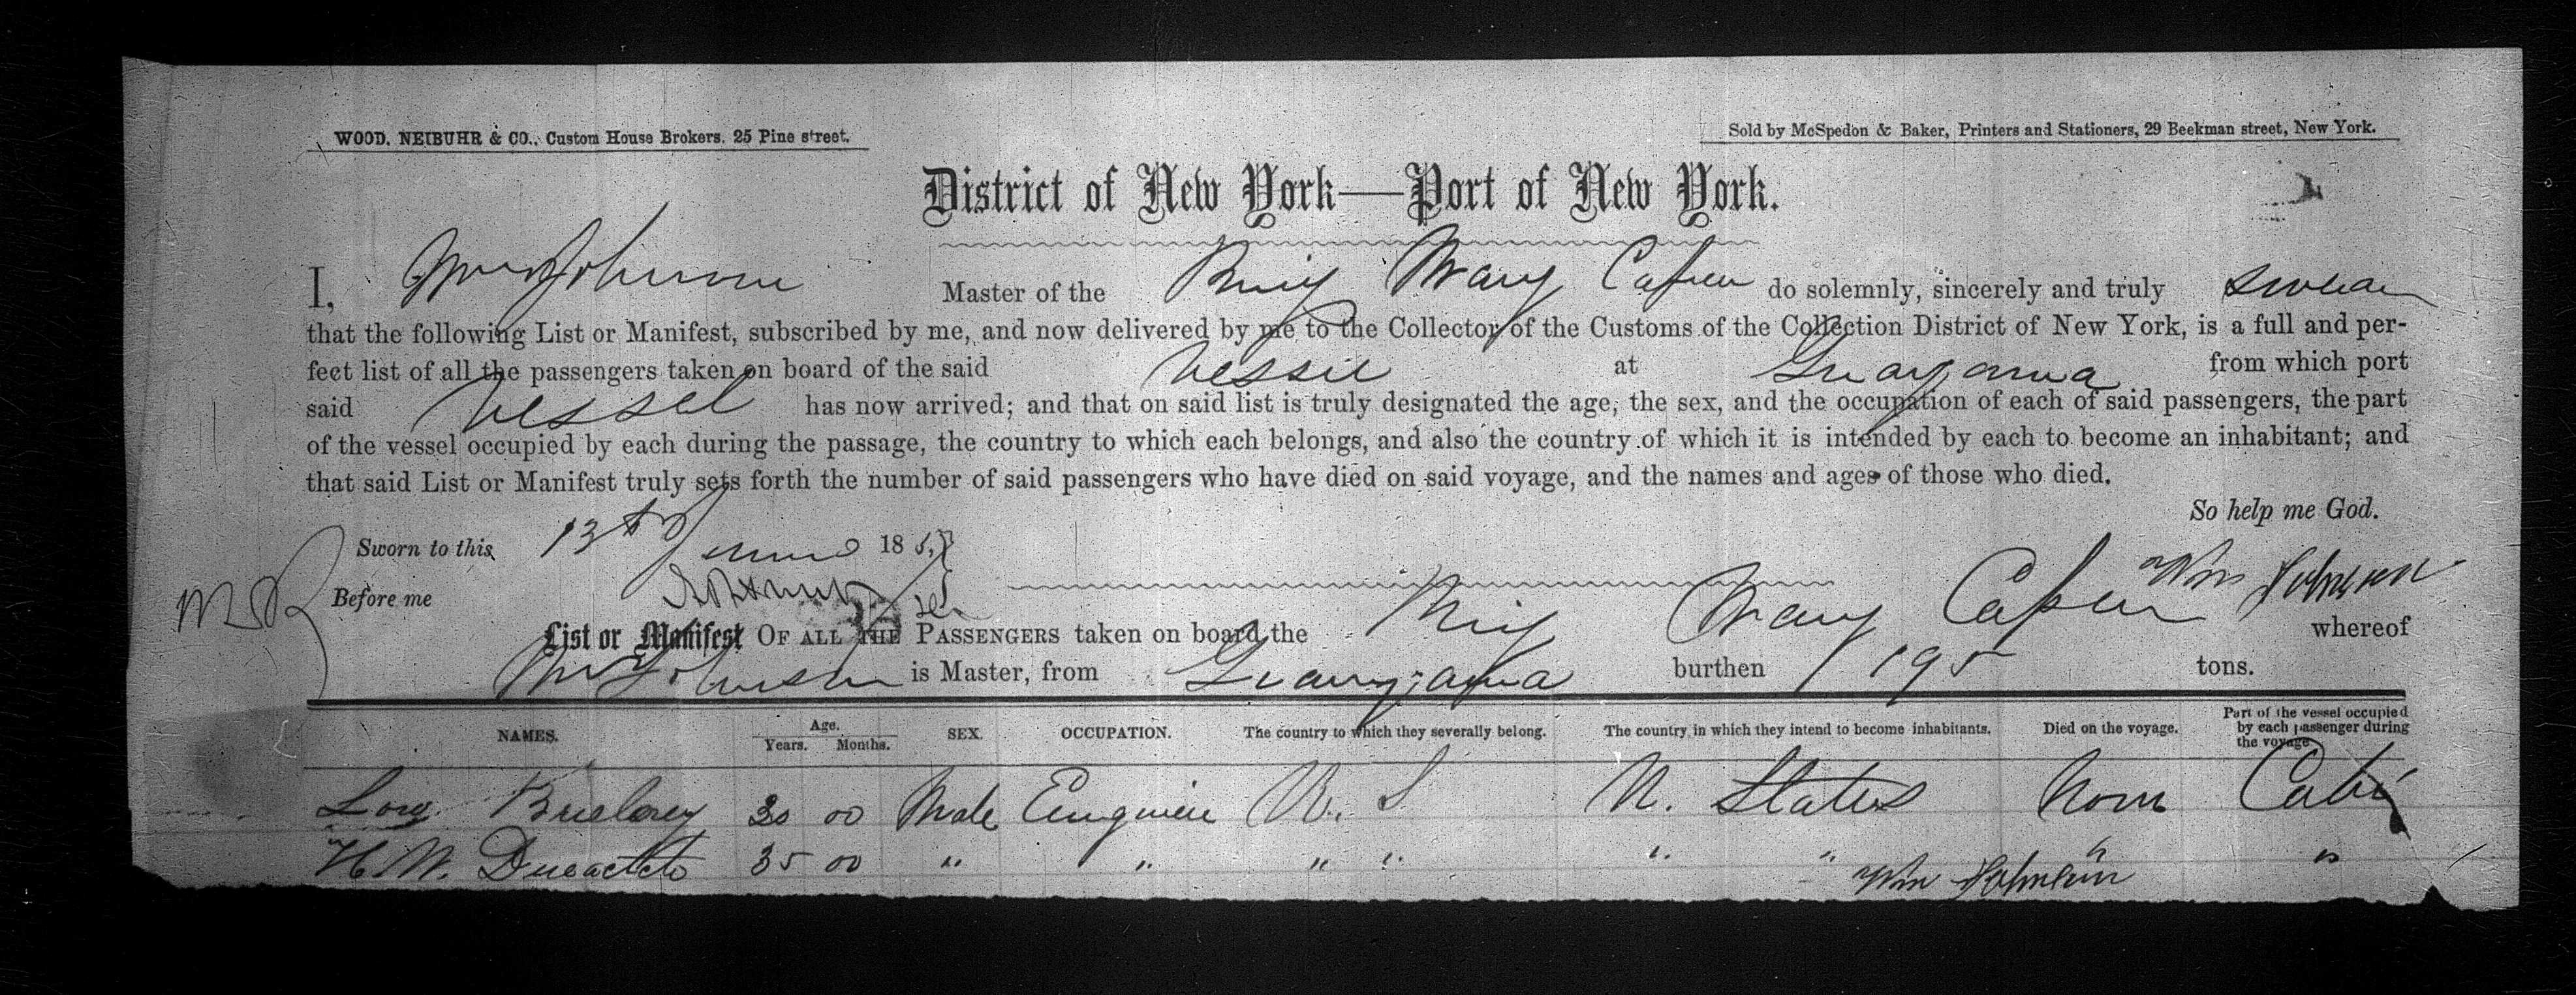 WOOD, NEIBUHR & CO., Custom House Brokers. 25 Pine street.
Sold by McSpedon & Baker, Printers and Stationers, 29 Beekman street, New York.
District of New York—Port of New York.
I, Wm Johnson Master of the Brig Mary Capen do solemnly, sincerely and truly swear
that the following List or Manifest, subscribed by me, and now delivered by me to the Collector of the Customs of the Collection District of New York, is a full and per-
fect list of all the passengers taken on board of the said Vessel at Guayama from which port
said Vessel has now arrived; and that on said list is truly designated the age, the sex, and the occupation of each of said passengers, the part
of the vessel occupied by each during the passage, the country to which each belongs, and also the country of which it is intended by each to become an inhabitant; and
that said List or Manifest truly sets forth the number of said passengers who have died on said voyage, and the names and ages of those who died.
So help me God.
Sworn to this 13th June 185
Wm Johnson
Before me
List or Manifest OF ALL THE PASSENGERS taken on board the Brig Mary Capen whereof
Wm Johnson is Master, from Guayama burthen 195 tons.
NAMES. Age. Years. Months. SEX. OCCUPATION. The country to which they severally belong. The country in which they intend to become inhabitants. Died on the voyage. Part of the vessel occupied by each passenger during the voyage
30 00 Male Engineer U. S U. States Cabin
H. M. 35 00 " " " " " " " "
Wm Johnson